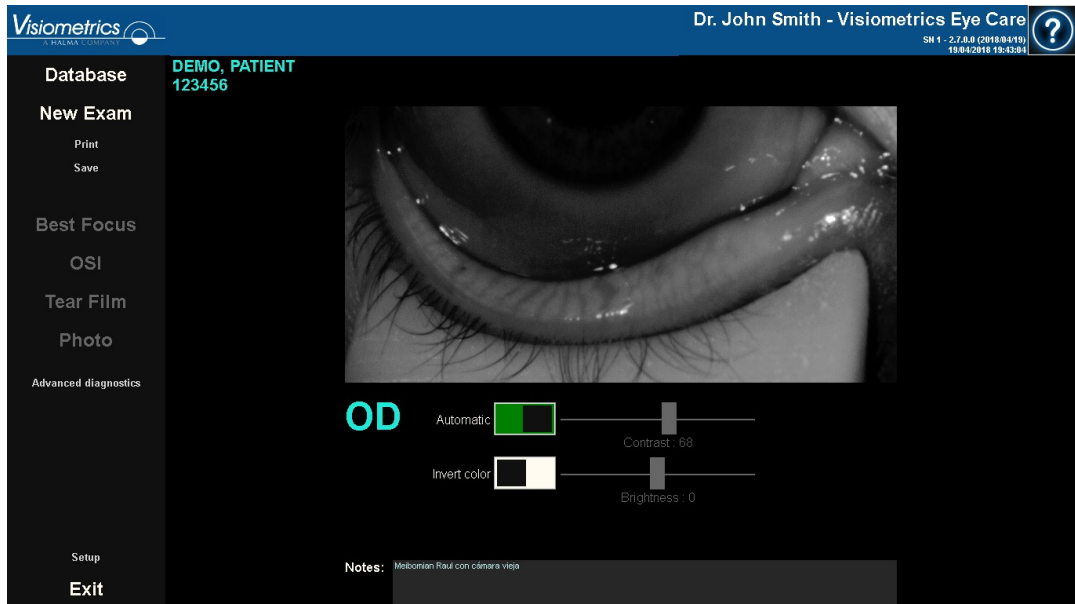 Visiometrics
A HALMA COMPANY
Dr. John Smith - Visiometrics Eye Care
SN 1 - 2.7.0.0 (2018/04/19)
19/04/2018 19:43:04
?
Database
New Exam
Print
Save
Best Focus
OSI
Tear Film
Photo
Advanced diagnostics
Setup
Exit
DEMO, PATIENT
123456
OD
Automatic
Contrast : 68
Invert color
Brightness : 0
Notes: Meibomian Raul con cámara vieja